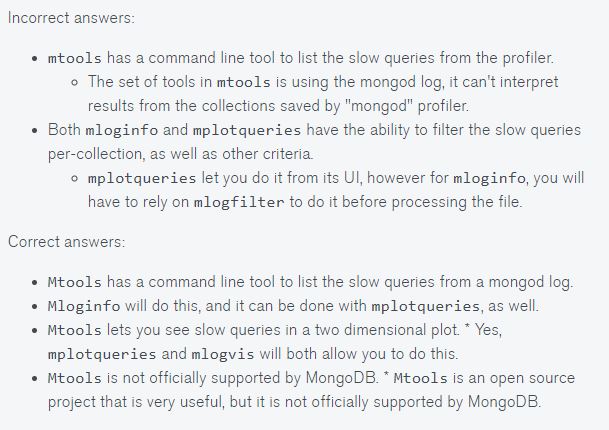 Incorrect answers:
• mtools has a command line tool to list the slow queries from the profiler.
◦ The set of tools in mtools is using the mongod log, it can't interpret
results from the collections saved by "mongod" profiler.
• Both mloginfo and mplotqueries have the ability to filter the slow queries
per-collection, as well as other criteria.
◦ mplotqueries let you do it from its UI, however for mloginfo, you will
have to rely on mlogfilter to do it before processing the file.
Correct answers:
• Mtools has a command line tool to list the slow queries from a mongod log.
• Mloginfo will do this, and it can be done with mplotqueries, as well.
• Mtools lets you see slow queries in a two dimensional plot. * Yes,
mplotqueries and mlogvis will both allow you to do this.
• Mtools is not officially supported by MongoDB. * Mtools is an open source
project that is very useful, but it is not officially supported by MongoDB.